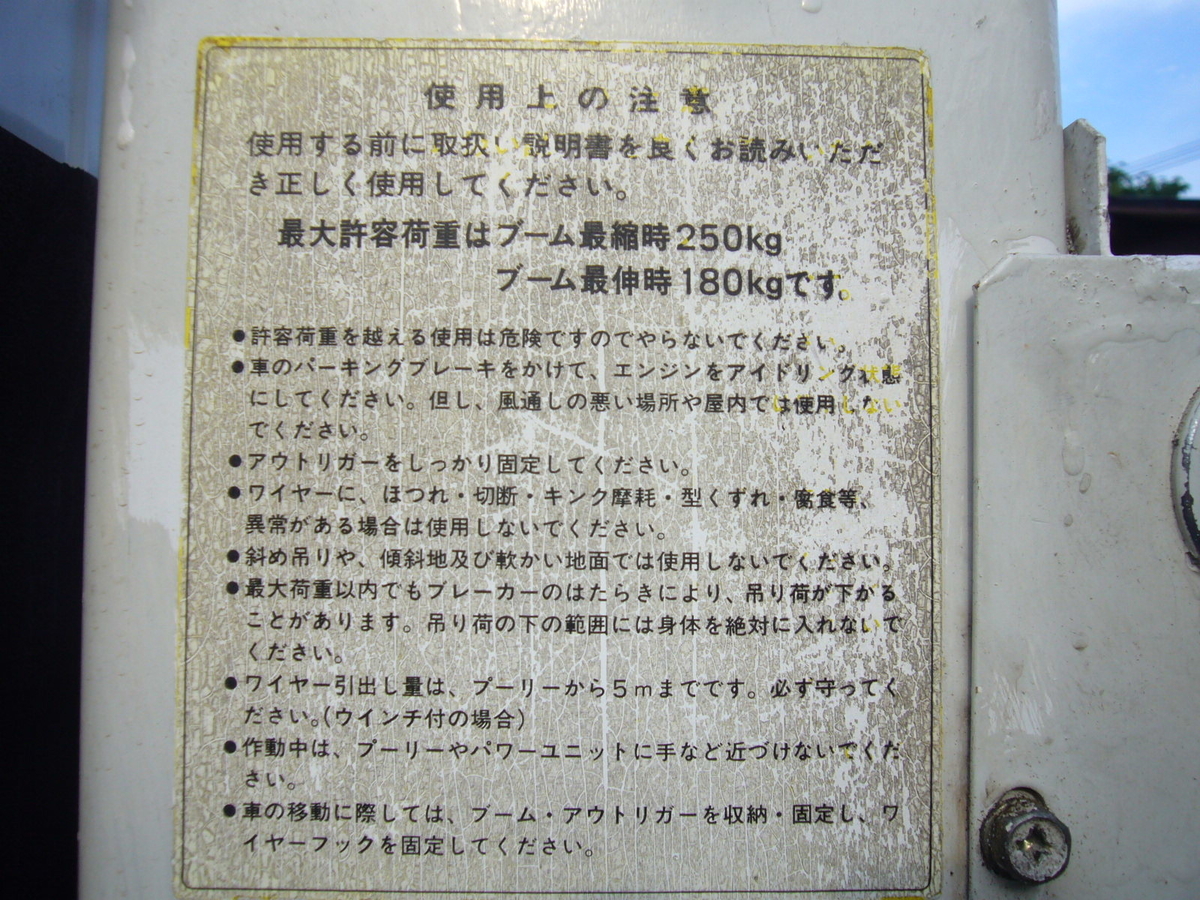 使用上の注意
使用する前に取扱い説明書を良くお読みいただ
き正しく使用してください。
最大許容荷重はブーム最縮時250kg
ブーム最伸時180kgです。
●許容荷重を越える使用は危険ですのでやらないでください。
●車のパーキングブレーキをかけて、エンジンをアイドリング状態
にしてください。但し、風通しの悪い場所や屋内では使用しない
でください。
●アウトリガーをしっかり固定してください。
●ワイヤーに、ほつれ・切断・キンク摩耗・型くずれ・腐食等、
異常がある場合は使用しないでください。
●斜め吊りや、傾斜地及び軟かい地面では使用しないでください。
●最大荷重以内でもブレーカーのはたらきにより、吊り荷が下がる
ことがあります。吊り荷の下の範囲には身体を絶対に入れないで
ください。
●ワイヤー引出し量は、プーリーから5mまでです。必ず守ってく
ださい。(ウインチ付の場合)
●作動中は、プーリーやパワーユニットに手など近づけないでくだ
さい。
●車の移動に際しては、ブーム・アウトリガーを収納・固定し、ワ
イヤーフックを固定してください。